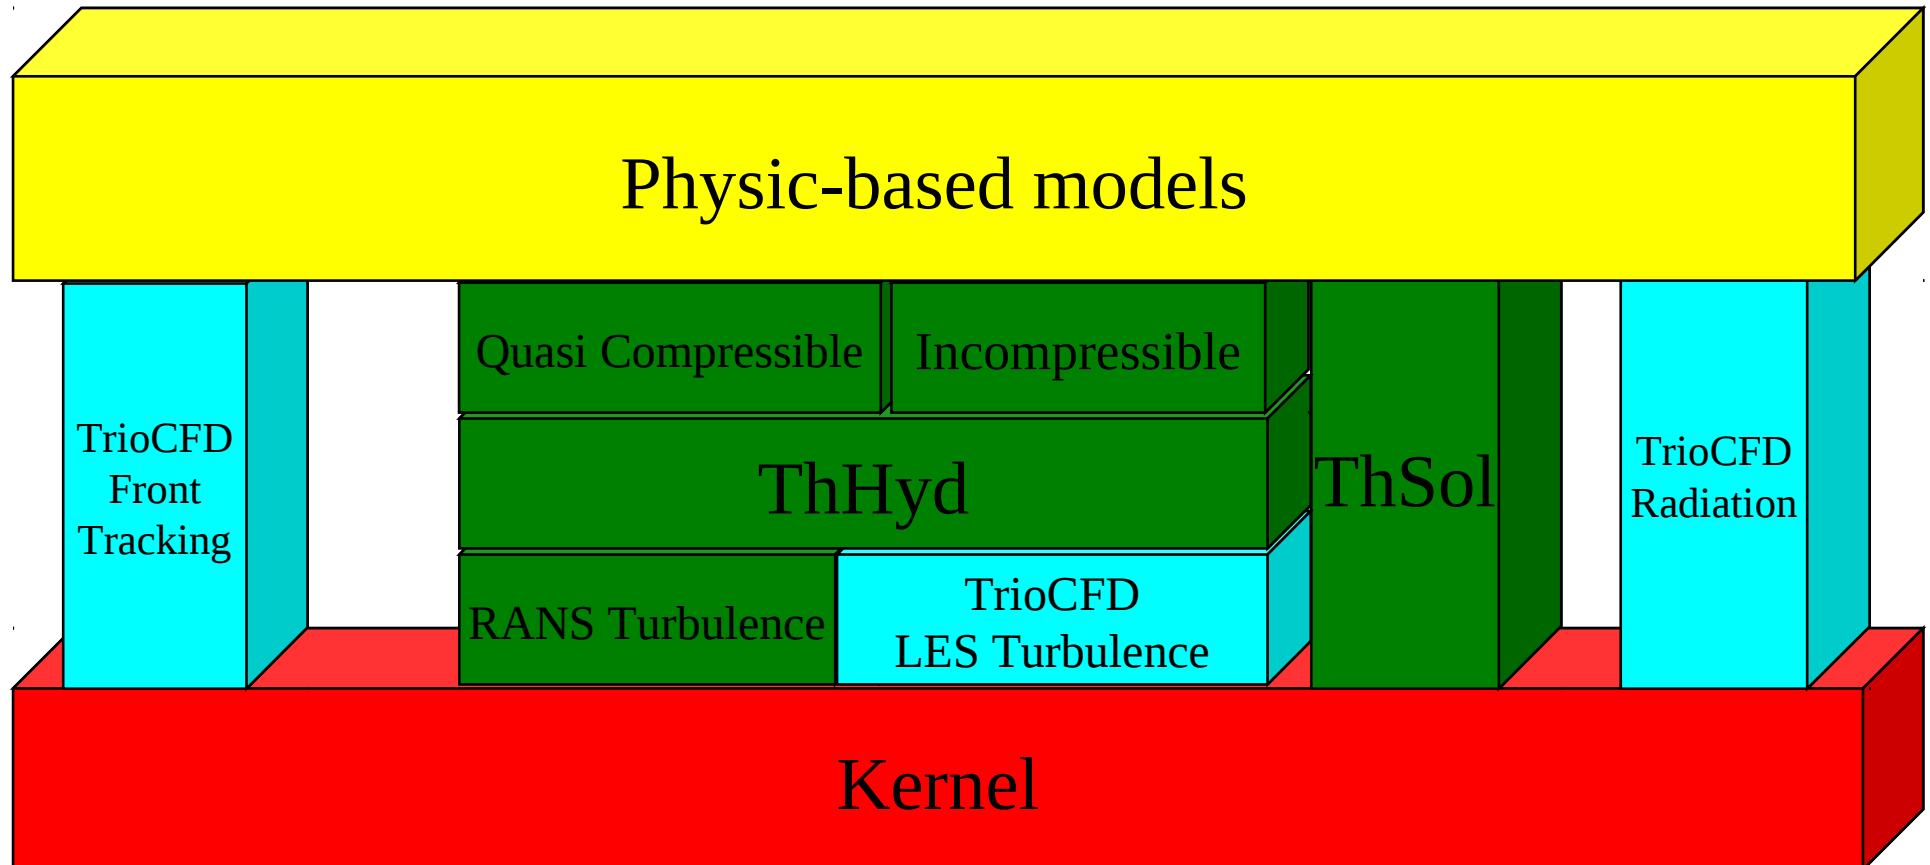 Physic-based models
Quasi Compressible
Incompressible
TrioCFD
Front
Tracking
ThHyd
ThSol
TrioCFD
Radiation
RANS Turbulence
TrioCFD
LES Turbulence
Kernel